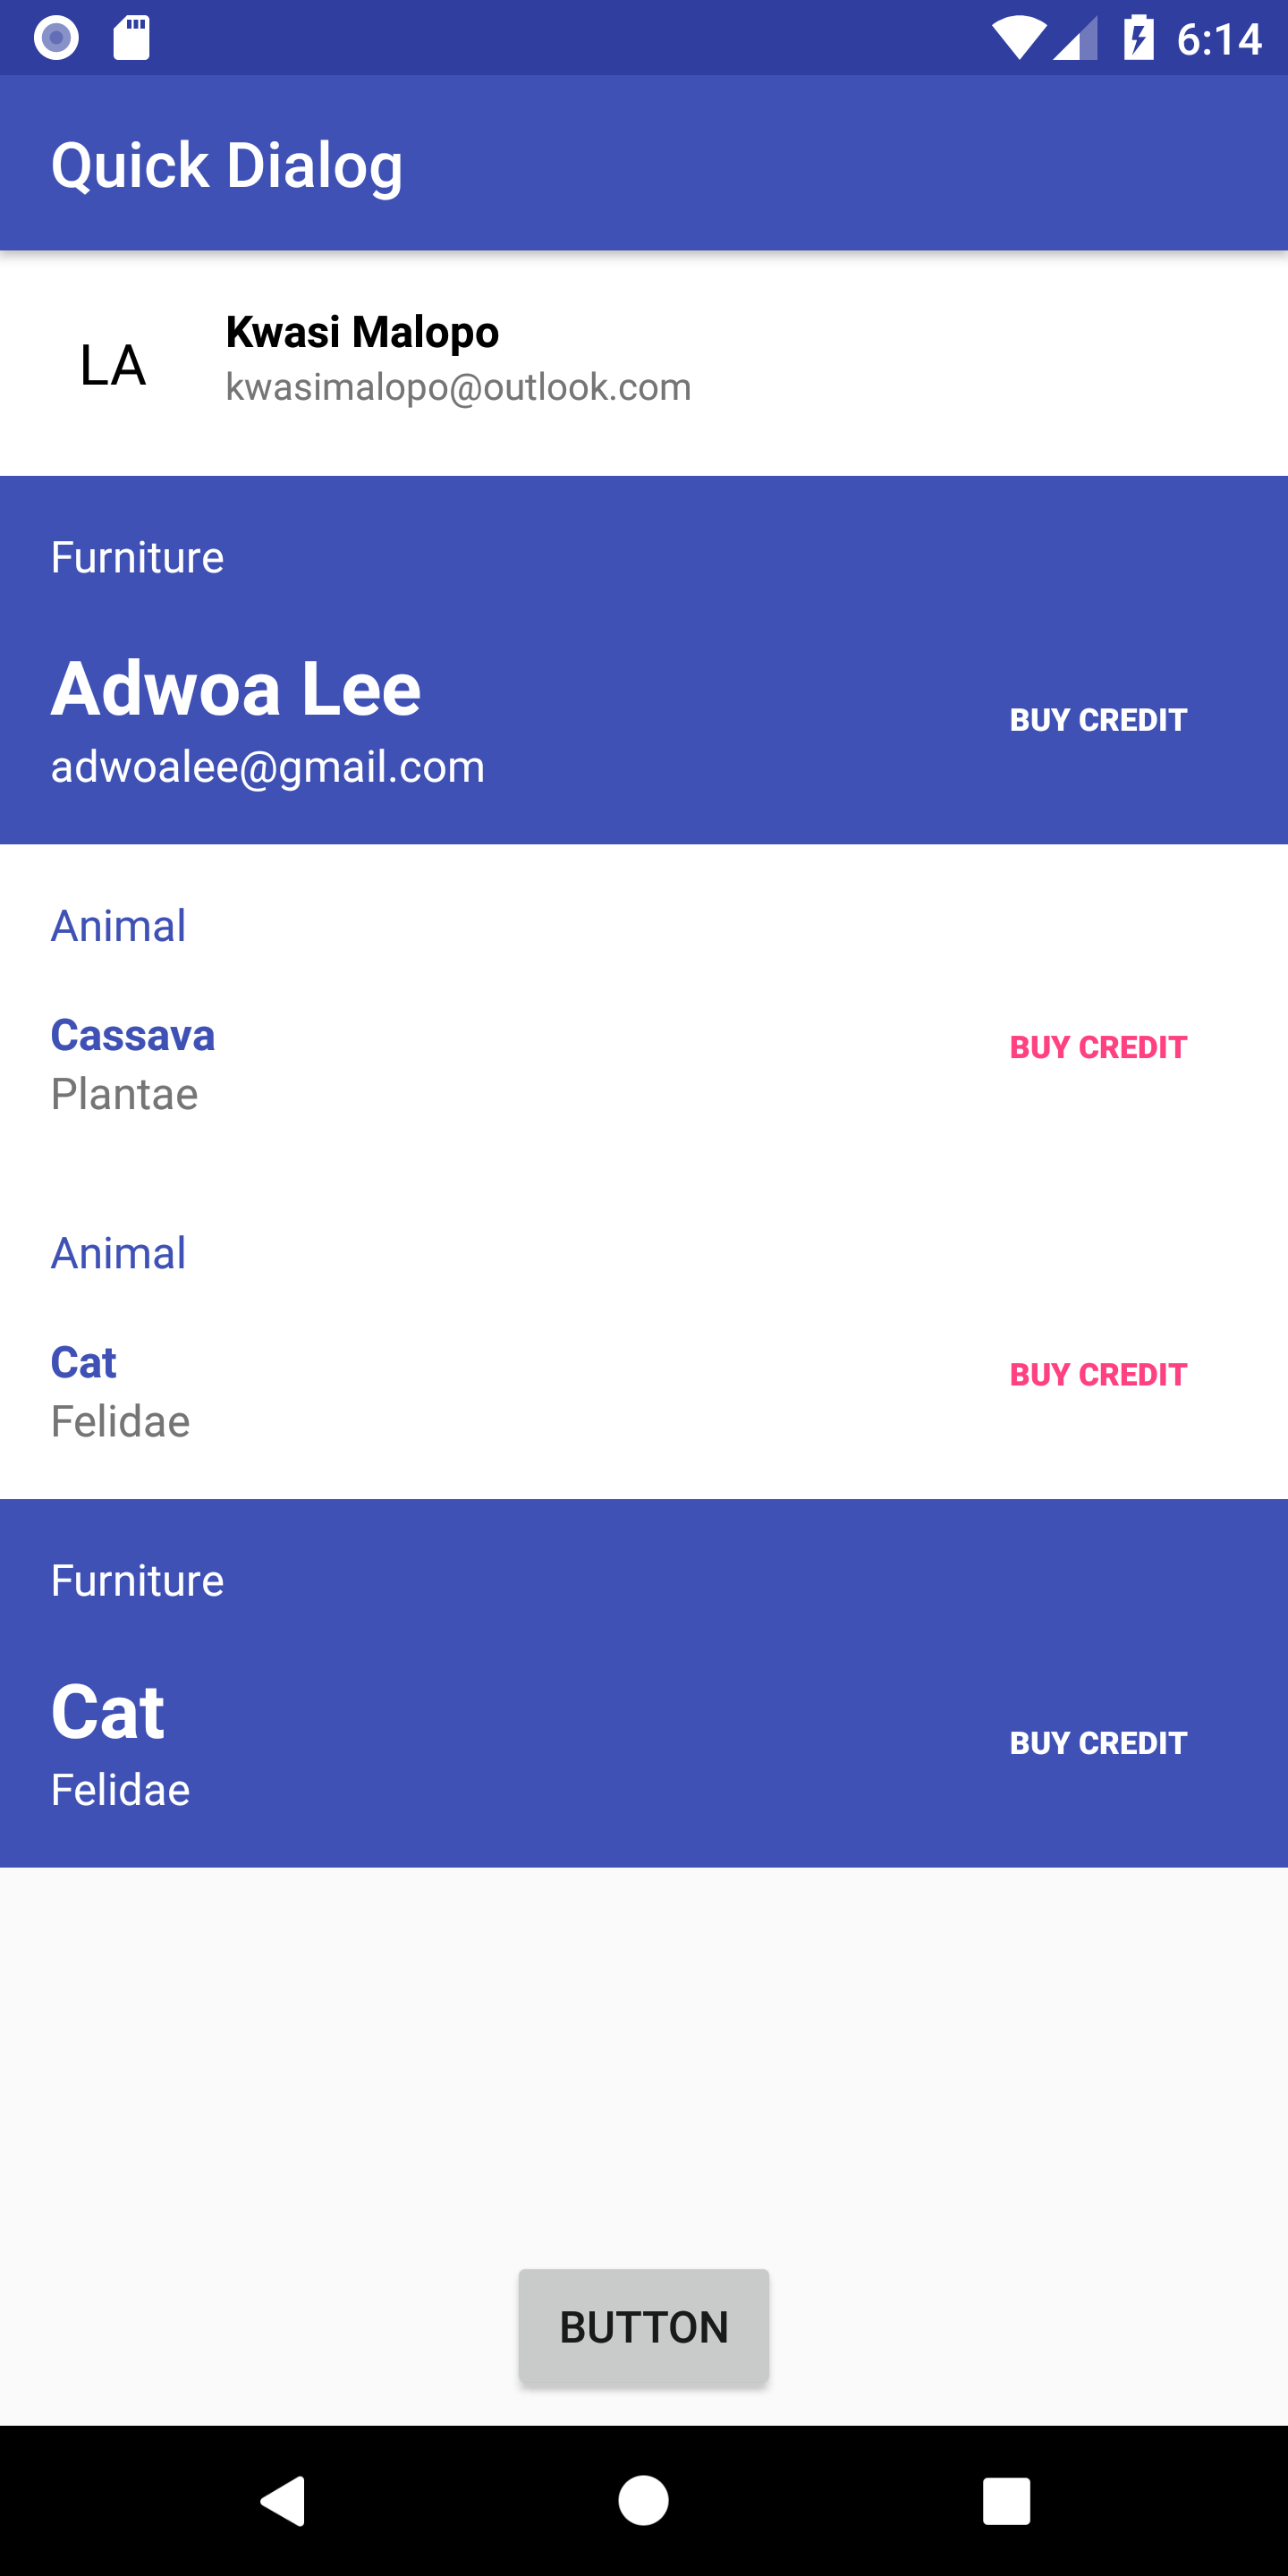 6:14
Quick Dialog
LA
Kwasi Malopo
kwasimalopo@outlook.com
Furniture
Adwoa Lee
adwoalee@gmail.com
BUY CREDIT
Animal
Cassava
Plantae
BUY CREDIT
Animal
Cat
Felidae
BUY CREDIT
Furniture
Cat
Felidae
BUY CREDIT
BUTTON